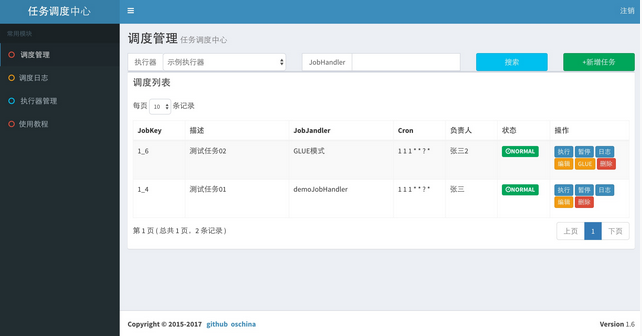 任务调度中心
注销
常用模块
调度管理
调度日志
执行器管理
使用教程
调度管理 任务调度中心
执行器 示例执行器 JobHandler 搜索 +新增任务
调度列表
每页 10 条记录
JobKey 描述 JobJandler Cron 负责人 状态 操作
1_6 测试任务02 GLUE模式 1 1 1 * * ? * 张三2 NORMAL 执行 暂停 日志
编辑 GLUE 删除
1_4 测试任务01 demoJobHandler 1 1 1 * * ? * 张三 NORMAL 执行 暂停 日志
编辑 删除
第 1 页 ( 总共 1 页，2 条记录 ) 上页 1 下页
Copyright © 2015-2017 github oschina Version 1.6